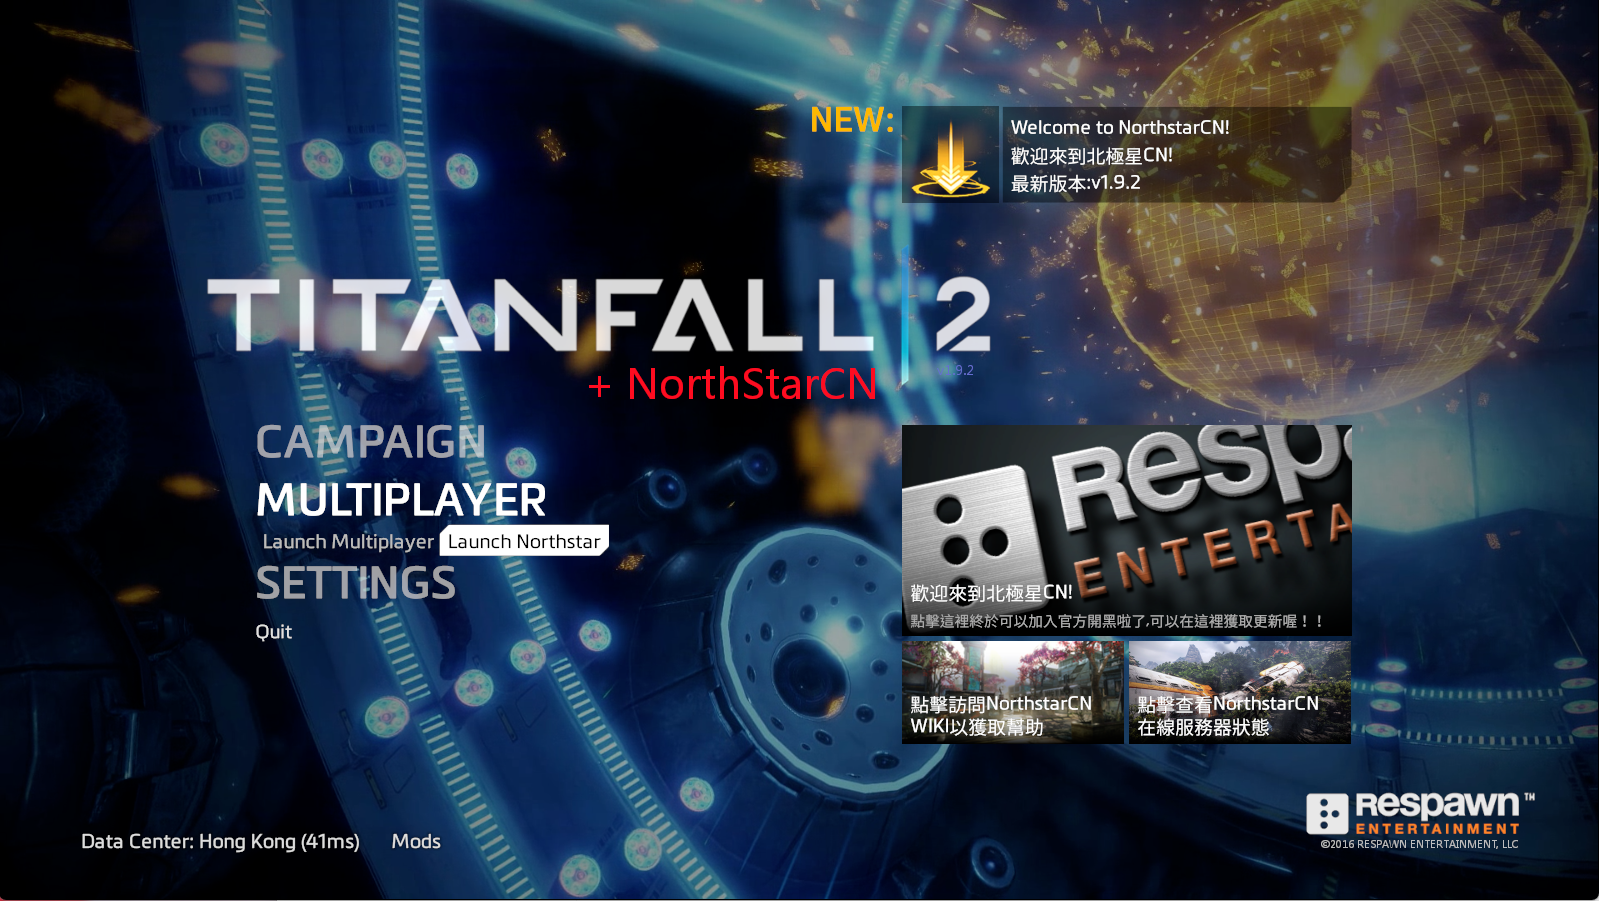 NEW:
Welcome to NorthstarCN!
歡迎來到北極星CN!
最新版本:v1.9.2
TITANFALL 2
+ NorthStarCN
CAMPAIGN
MULTIPLAYER
Launch Multiplayer Launch Northstar
SETTINGS
Quit
Respawn
ENTERTA
歡迎來到北極星CN!
點擊這裡終於可以加入官方開黑啦了,可以在這裡獲取更新喔！！
點擊訪問NorthstarCN
WIKI以獲取幫助
點擊查看NorthstarCN
在線服務器狀態
Data Center: Hong Kong (41ms) Mods
Respawn™
ENTERTAINMENT
©2016 RESPAWN ENTERTAINMENT, LLC